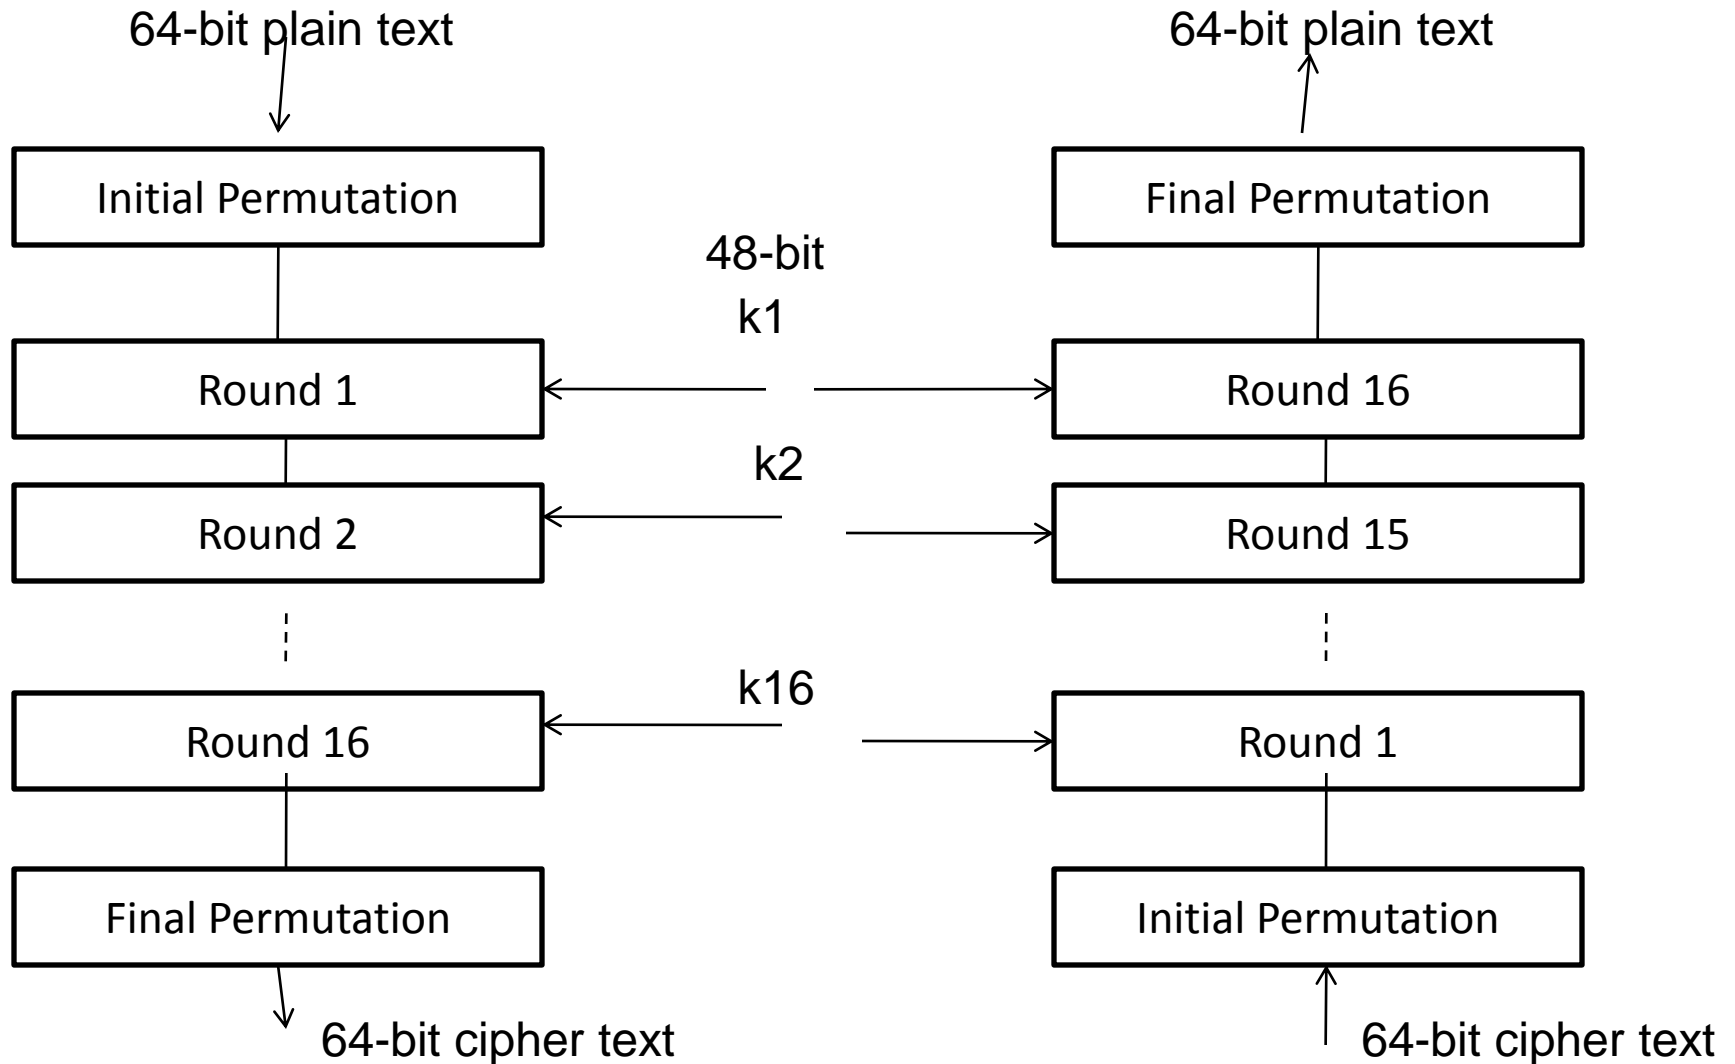 64-bit plain text
64-bit plain text
Initial Permutation
Final Permutation
48-bit
k1
Round 1
Round 16
k2
Round 2
Round 15
k16
Round 16
Round 1
Final Permutation
Initial Permutation
64-bit cipher text
64-bit cipher text